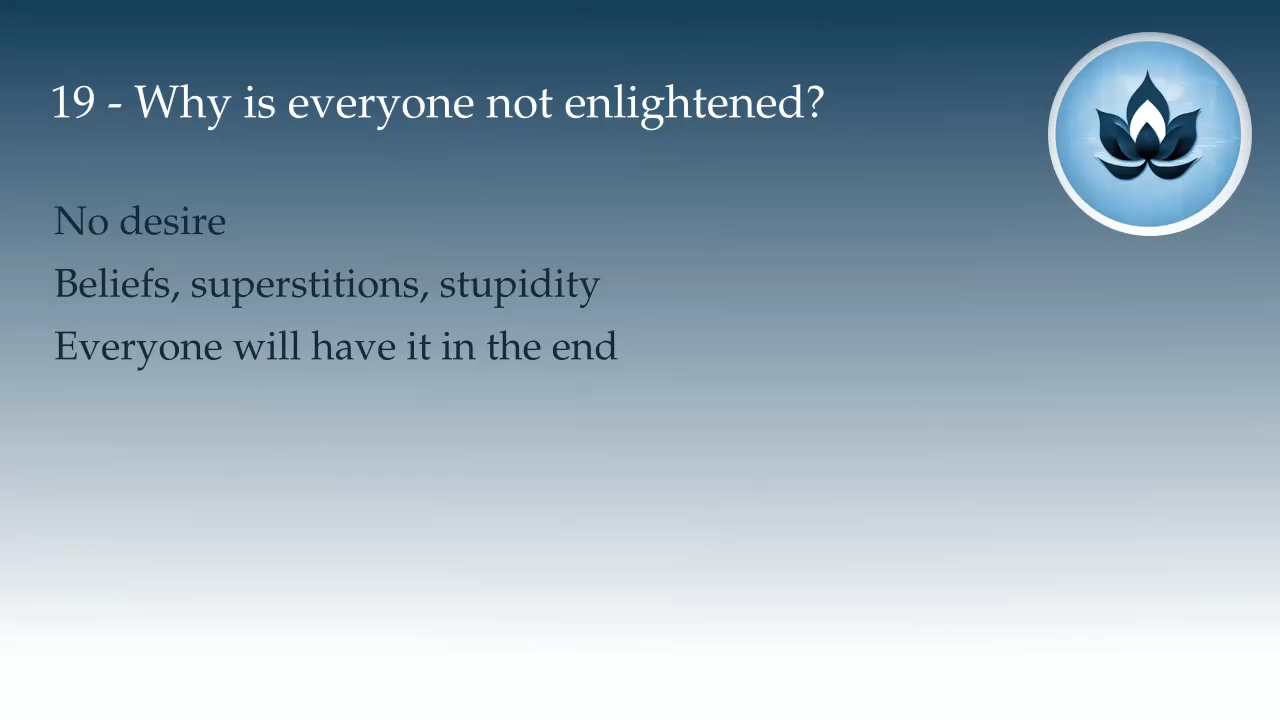 19 - Why is everyone not enlightened?
No desire
Beliefs, superstitions, stupidity
Everyone will have it in the end